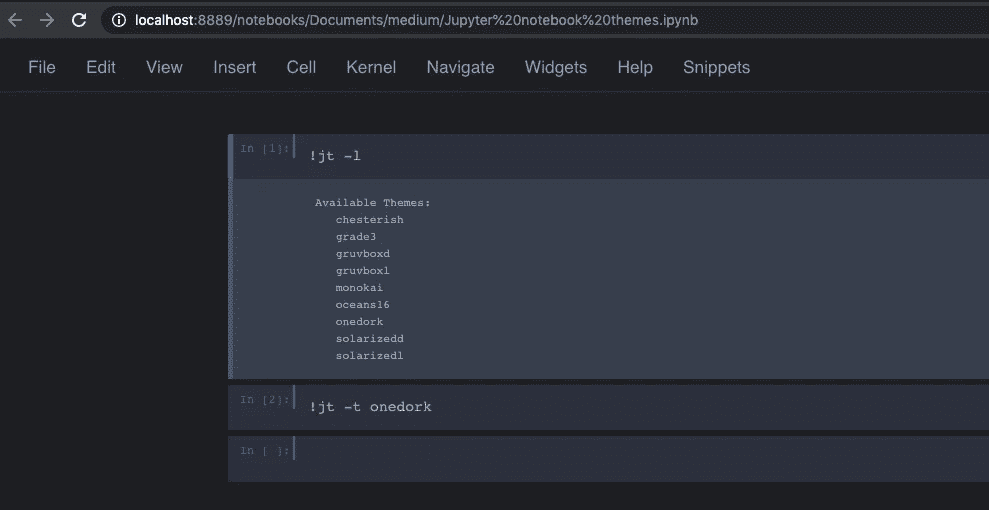 localhost:8889/notebooks/Documents/medium/Jupyter%20notebook%20themes.ipynb
File Edit View Insert Cell Kernel Navigate Widgets Help Snippets
In [1]: !jt -l
Available Themes:
chesterish
grade3
gruvboxd
gruvboxl
monokai
oceans16
onedork
solarizedd
solarizedl
In [2]: !jt -t onedork
In [ ]: